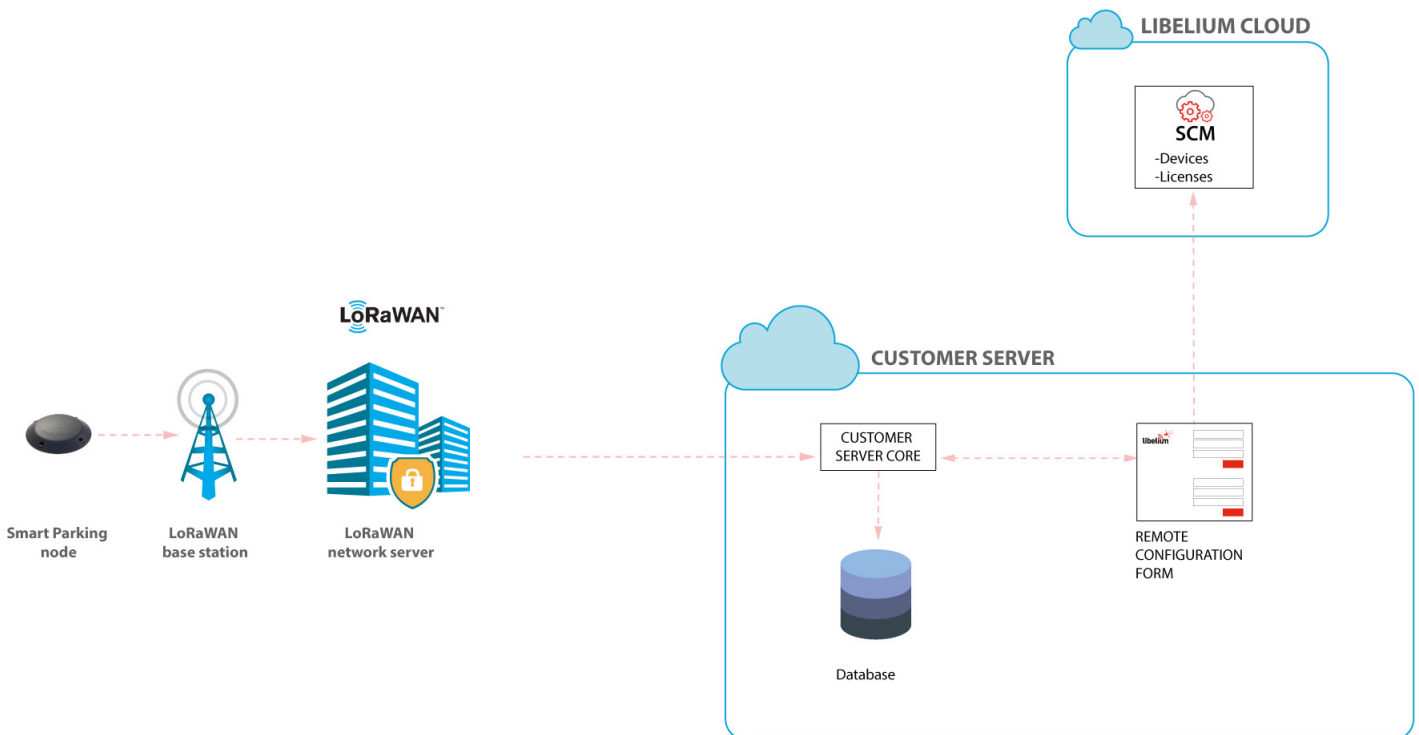 LIBELIUM CLOUD
SCM
-Devices
-Licenses
LoRaWAN™
CUSTOMER SERVER
CUSTOMER
SERVER CORE
libelium
REMOTE
CONFIGURATION
FORM
Smart Parking
node
LoRaWAN
base station
LoRaWAN
network server
Database